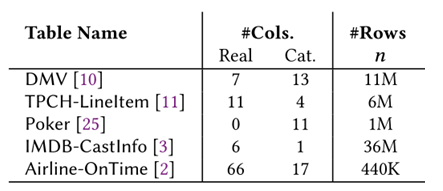 Table Name #Cols. #Rows
Real Cat. n
DMV [10] 7 13 11M
TPCH-LineItem [11] 11 4 6M
Poker [25] 0 11 1M
IMDB-CastInfo [3] 6 1 36M
Airline-OnTime [2] 66 17 440K